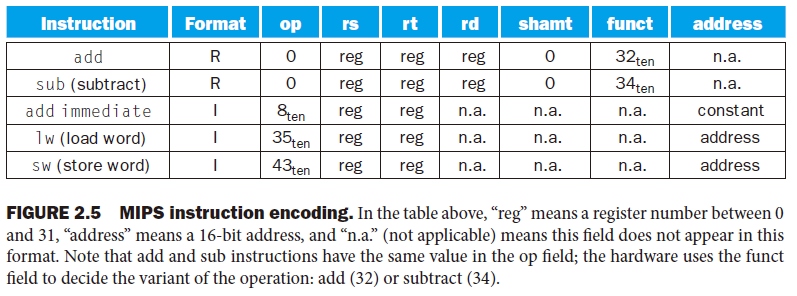 Instruction Format op rs rt rd shamt funct address
add R 0 reg reg reg 0 32ten n.a.
sub (subtract) R 0 reg reg reg 0 34ten n.a.
add immediate I 8ten reg reg n.a. n.a. n.a. constant
lw (load word) I 35ten reg reg n.a. n.a. n.a. address
sw (store word) I 43ten reg reg n.a. n.a. n.a. address
FIGURE 2.5 MIPS instruction encoding. In the table above, “reg” means a register number between 0
and 31, “address” means a 16-bit address, and “n.a.” (not applicable) means this field does not appear in this
format. Note that add and sub instructions have the same value in the op field; the hardware uses the funct
field to decide the variant of the operation: add (32) or subtract (34).